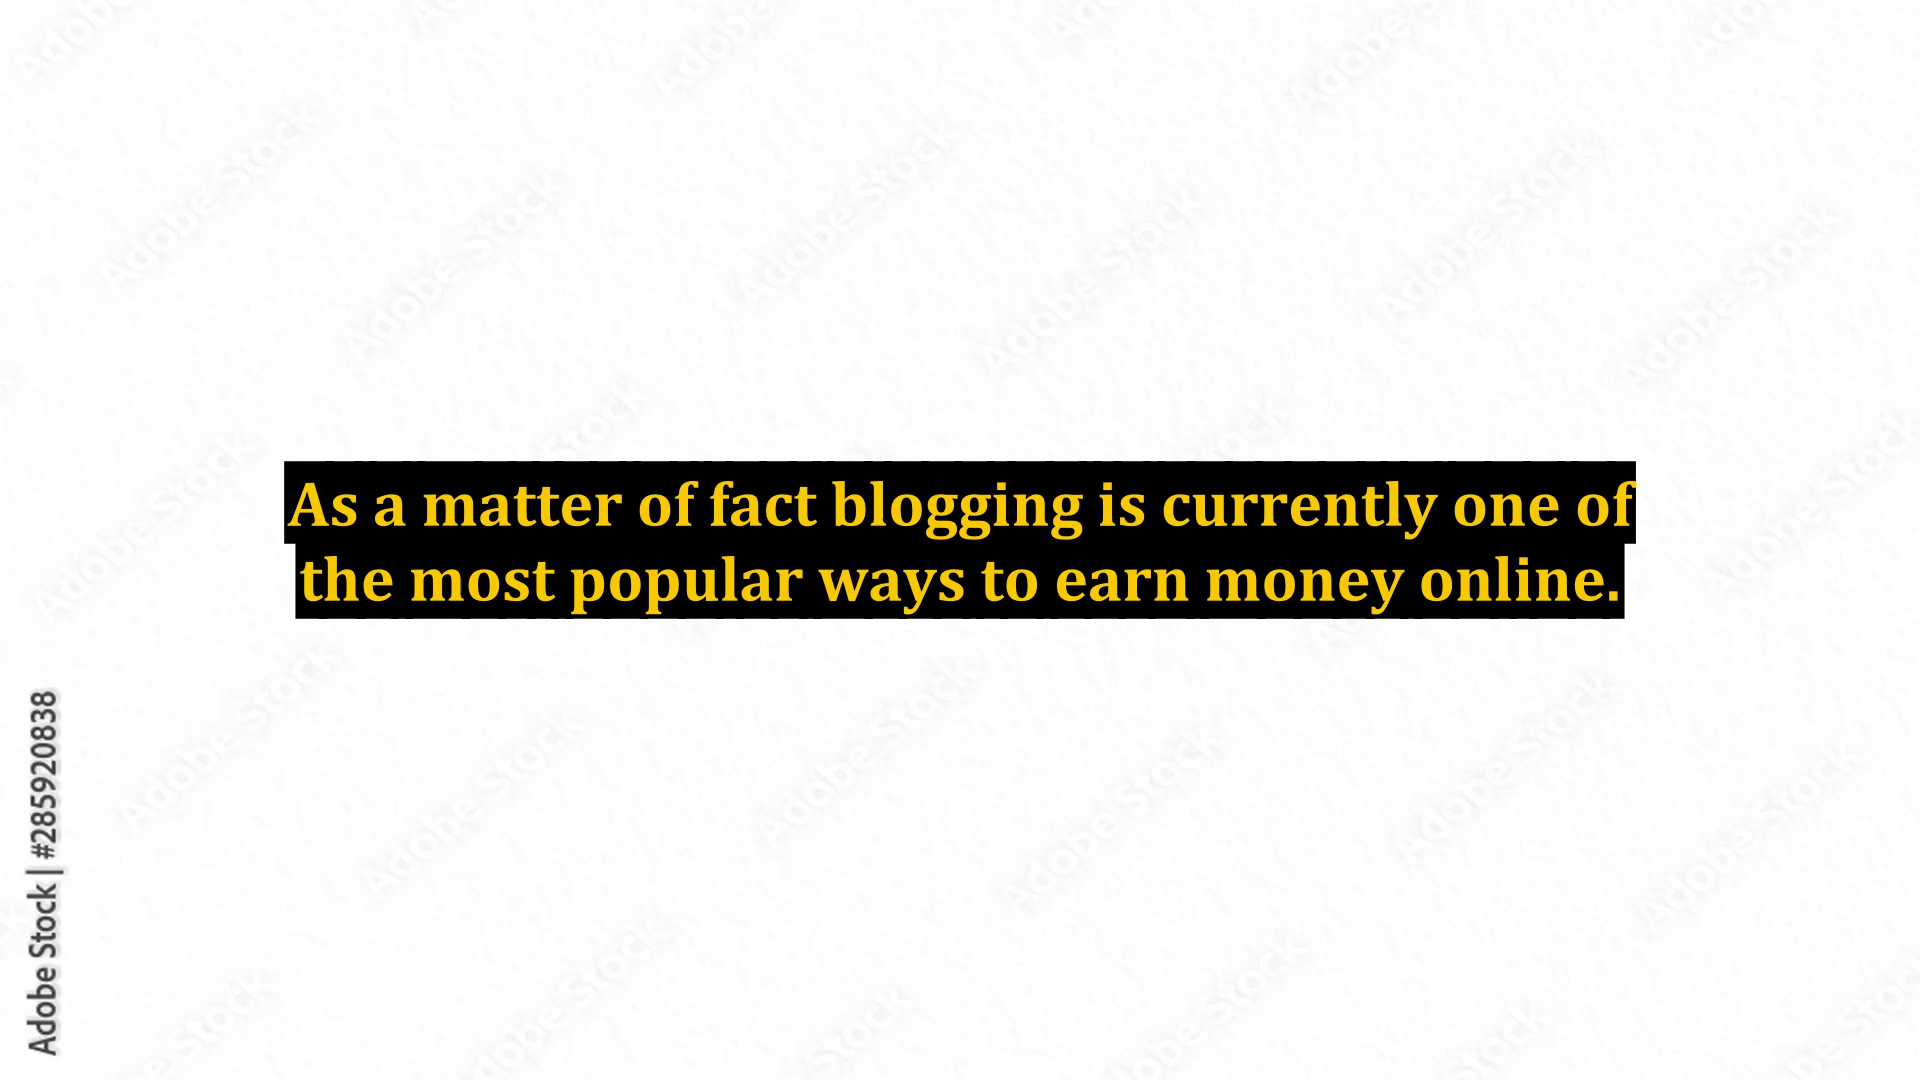 As a matter of fact blogging is currently one of
the most popular ways to earn money online.
Adobe Stock | #285920838